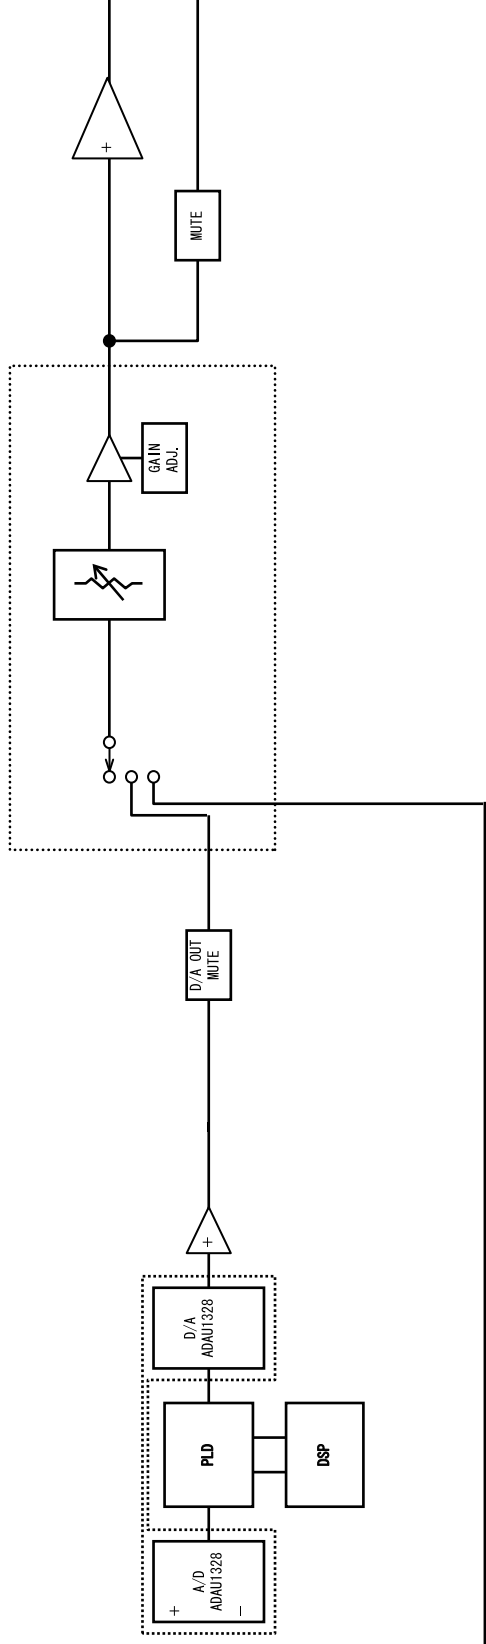 +
MUTE
GAIN
ADJ.
D/A OUT
MUTE
+
D/A
ADAU1328
PLD
DSP
A/D
ADAU1328
+
−